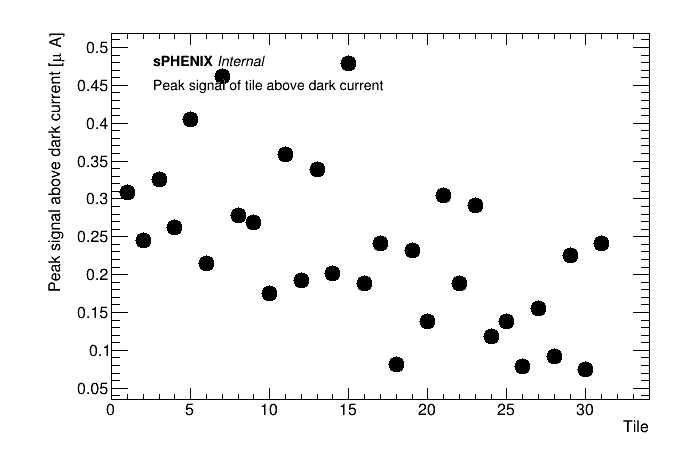 Peak signal above dark current [μ A]
sPHENIX Internal
Peak signal of tile above dark current
0.5
0.45
0.4
0.35
0.3
0.25
0.2
0.15
0.1
0.05
0 5 10 15 20 25 30
Tile